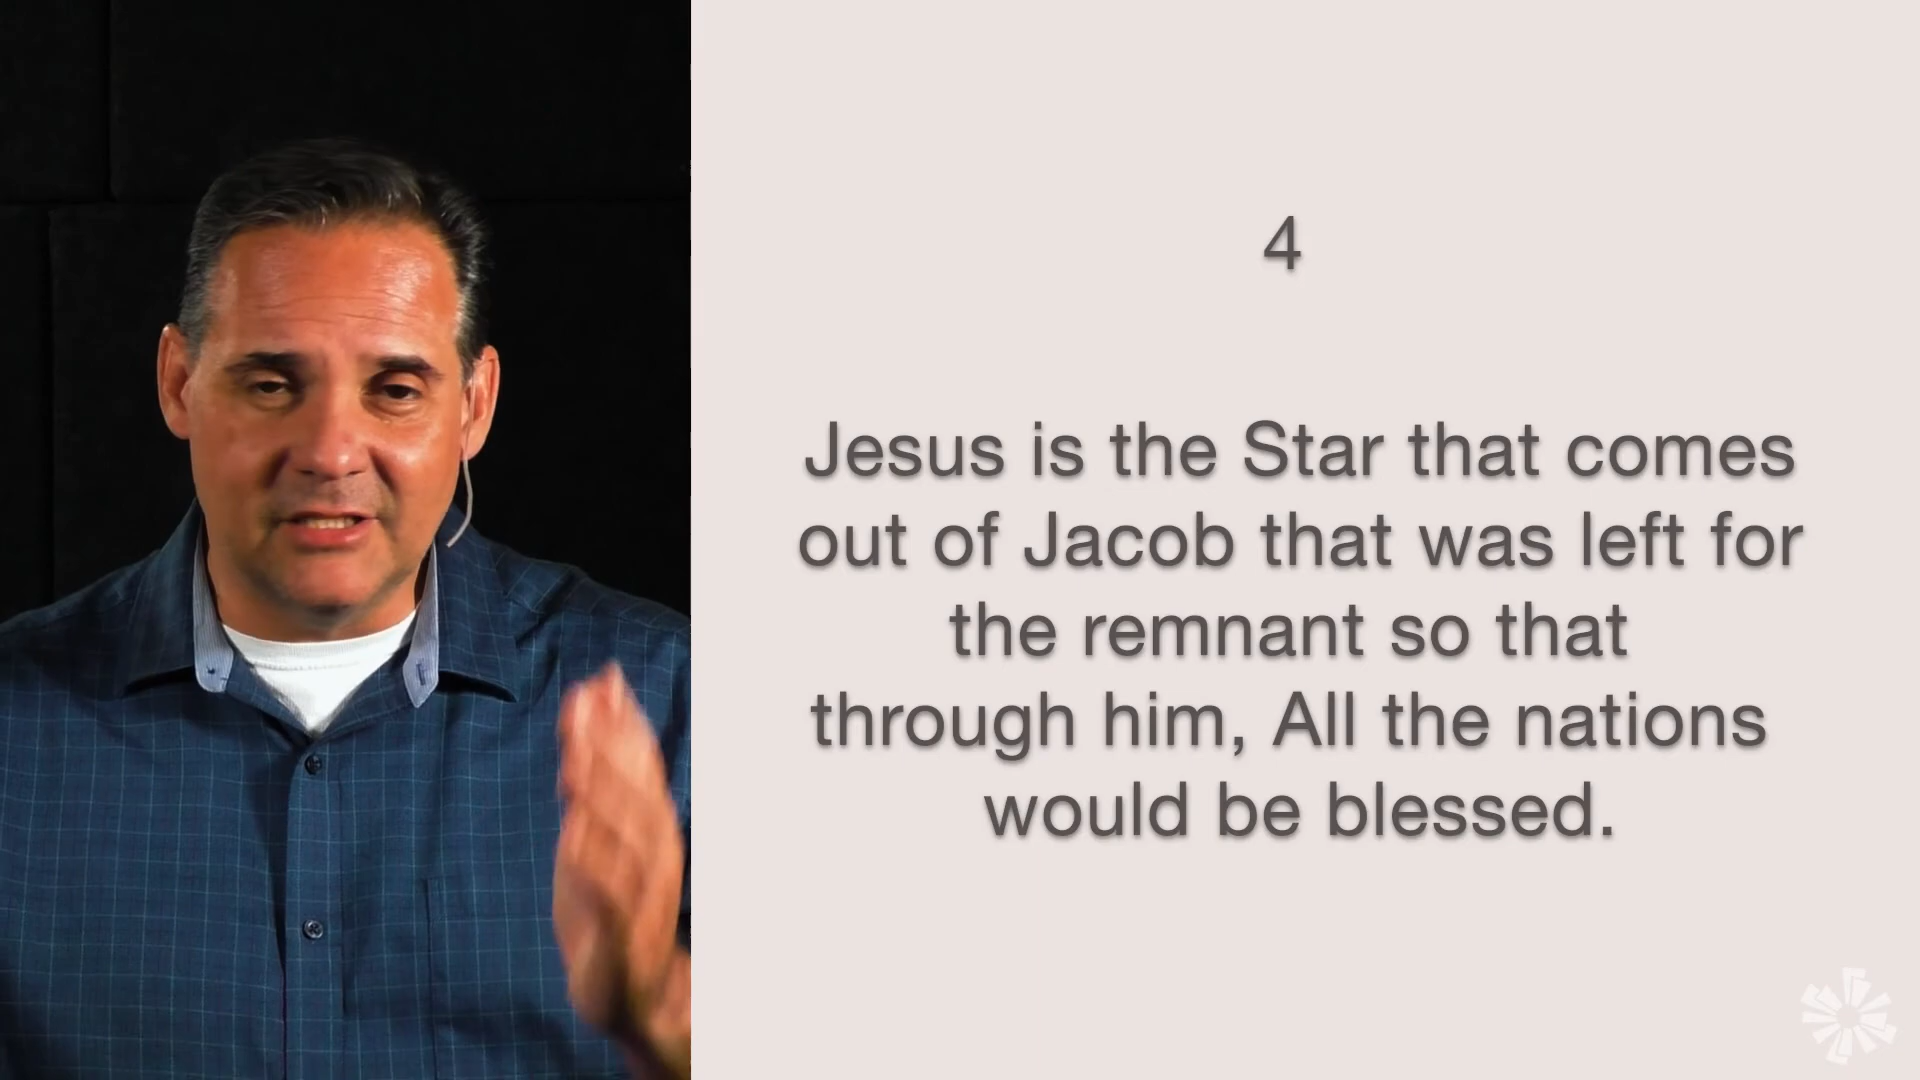 4
Jesus is the Star that comes
out of Jacob that was left for
the remnant so that
through him, All the nations
would be blessed.